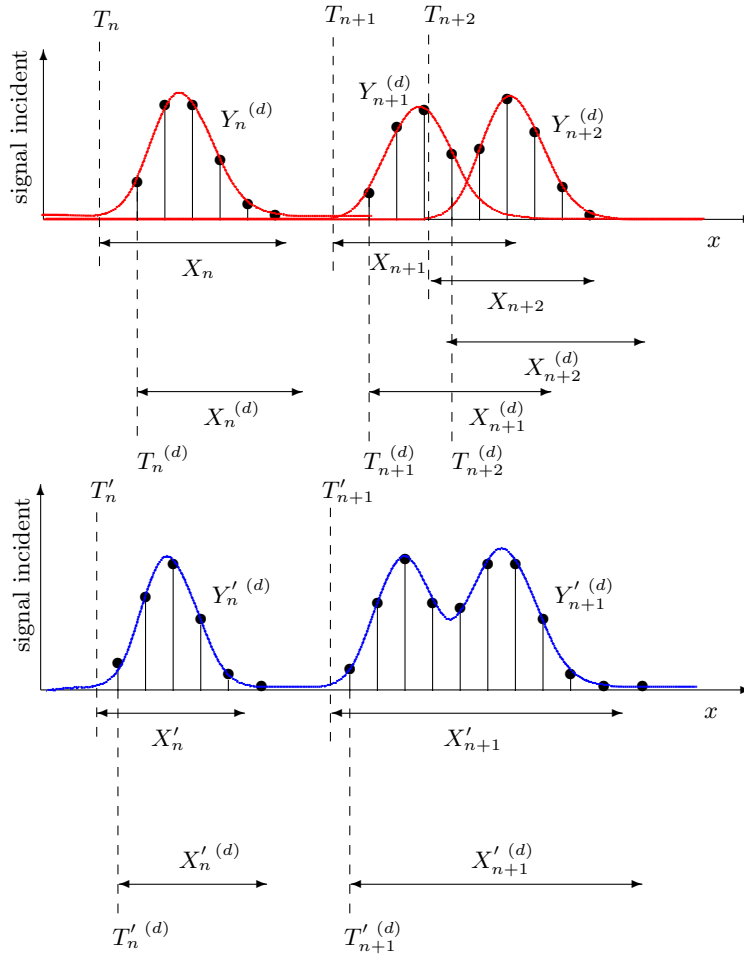 T_n T_{n+1} T_{n+2}
signal incident
Y_n^{(d)} Y_{n+1}^{(d)} Y_{n+2}^{(d)}
x
X_n X_{n+1}
X_{n+2}
X_{n+2}^{(d)}
X_n^{(d)} X_{n+1}^{(d)}
T_n^{(d)} T_{n+1}^{(d)} T_{n+2}^{(d)}
T'_n T'_{n+1}
signal incident
Y'_n^{(d)} Y'_{n+1}^{(d)}
x
X'_n X'_{n+1}
X'_n^{(d)} X'_{n+1}^{(d)}
T'_n^{(d)} T'_{n+1}^{(d)}